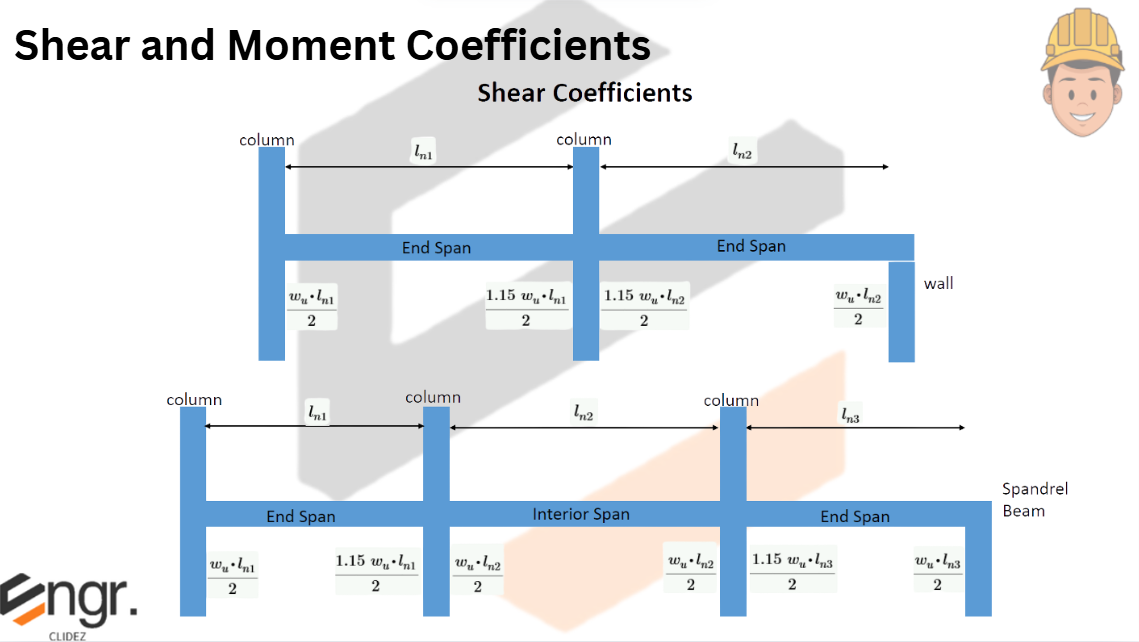 Shear and Moment Coefficients
Shear Coefficients
column column
l_{n1} l_{n2}
End Span End Span
wall
\frac{w_u \cdot l_{n1}}{2} \frac{1.15 w_u \cdot l_{n1}}{2} \frac{1.15 w_u \cdot l_{n2}}{2} \frac{w_u \cdot l_{n2}}{2}
column column column
l_{n1} l_{n2} l_{n3}
Spandrel
Beam
End Span Interior Span End Span
\frac{w_u \cdot l_{n1}}{2} \frac{1.15 w_u \cdot l_{n1}}{2} \frac{w_u \cdot l_{n2}}{2} \frac{w_u \cdot l_{n2}}{2} \frac{1.15 w_u \cdot l_{n3}}{2} \frac{w_u \cdot l_{n3}}{2}
Engr.
CLIDEZ